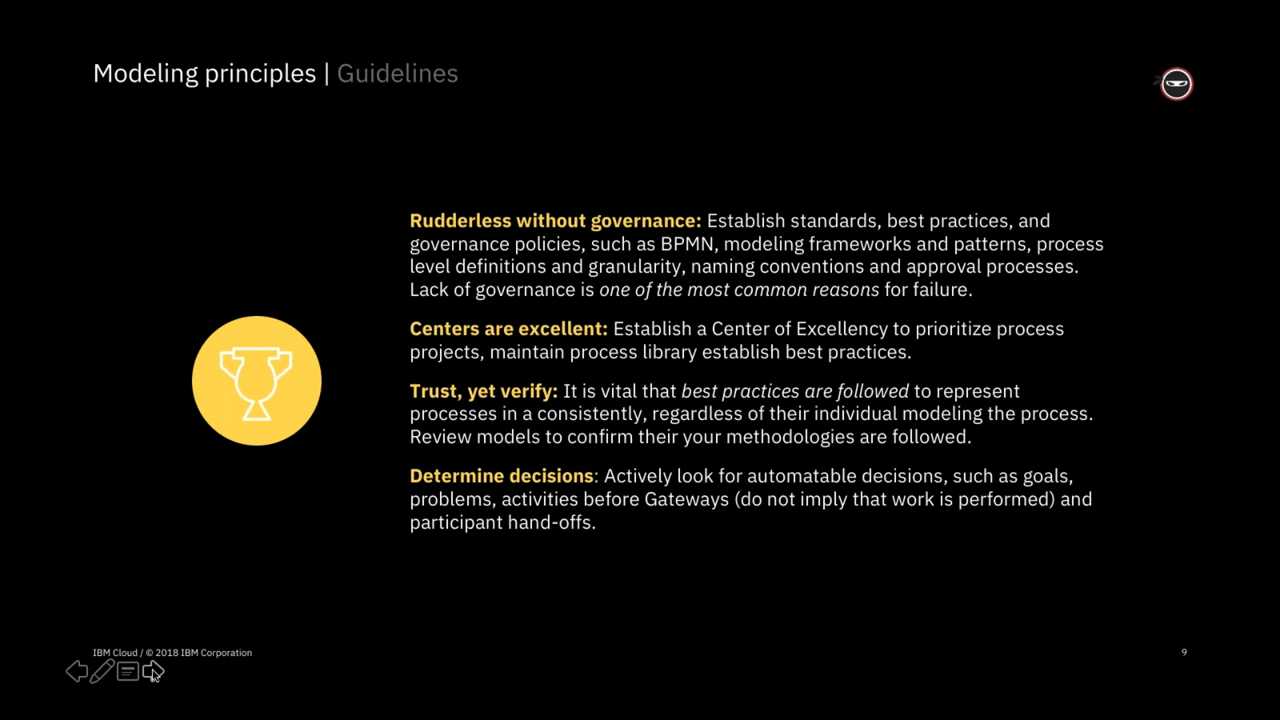 Modeling principles | Guidelines
Rudderless without governance: Establish standards, best practices, and
governance policies, such as BPMN, modeling frameworks and patterns, process
level definitions and granularity, naming conventions and approval processes.
Lack of governance is one of the most common reasons for failure.
Centers are excellent: Establish a Center of Excellency to prioritize process
projects, maintain process library establish best practices.
Trust, yet verify: It is vital that best practices are followed to represent
processes in a consistently, regardless of their individual modeling the process.
Review models to confirm their your methodologies are followed.
Determine decisions: Actively look for automatable decisions, such as goals,
problems, activities before Gateways (do not imply that work is performed) and
participant hand-offs.
IBM Cloud / © 2018 IBM Corporation
9